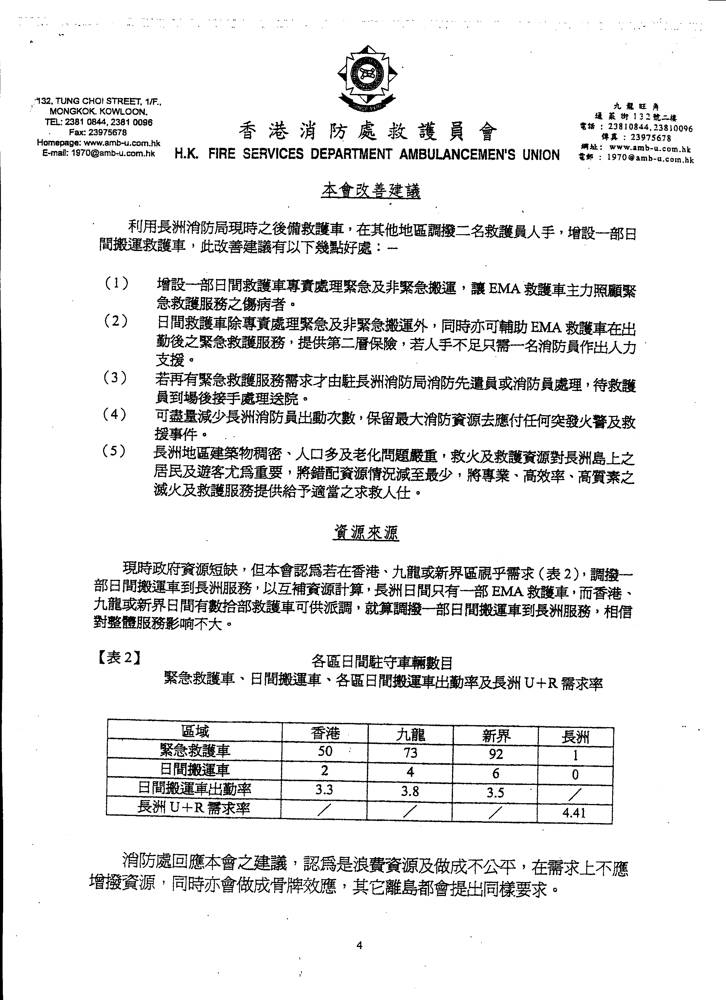 SINCE 1970
132, TUNG CHOI STREET, 1/F.,
MONGKOK. KOWLOON.
TEL: 2381 0844, 2381 0096
Fax: 23975678
Homepage: www.amb-u.com.hk
E-mail: 1970@amb-u.com.hk
香港消防處救護員會
H.K. FIRE SERVICES DEPARTMENT AMBULANCEMEN'S UNION
九龍旺角
通菜街132號二樓
電話：23810844,23810096
傳真：23975678
網址：www.amb-u.com.hk
電郵：1970@amb-u.com.hk
本會改善建議
利用長洲消防局現時之後備救護車，在其他地區調撥二名救護員人手，增設一部日
間搬運救護車，此改善建議有以下幾點好處：－
（1） 增設一部日間救護車專責處理緊急及非緊急搬運，讓 EMA 救護車主力照顧緊
急救護服務之傷病者。
（2） 日間救護車除專責處理緊急及非緊急搬運外，同時亦可輔助 EMA 救護車在出
勤後之緊急救護服務，提供第二層保險，若人手不足只需一名消防員作出人力
支援。
（3） 若再有緊急救護服務需求才由駐長洲消防局消防先遣員或消防員處理，待救護
員到場後接手處理送院。
（4） 可盡量減少長洲消防員出動次數，保留最大消防資源去應付任何突發火警及救
援事件。
（5） 長洲地區建築物稠密、人口多及老化問題嚴重，救火及救護資源對長洲島上之
居民及遊客尤為重要，將錯配資源情況減至最少，將專業、高效率、高質素之
滅火及救護服務提供給予適當之求救人仕。
資源來源
現時政府資源短缺，但本會認為若在香港、九龍或新界區視乎需求（表2），調撥一
部日間搬運車到長洲服務，以互補資源計算，長洲日間只有一部 EMA 救護車，而香港、
九龍或新界日間有數拾部救護車可供派調，就算調撥一部日間搬運車到長洲服務，相信
對整體服務影响不大。
【表2】
各區日間駐守車輛數目
緊急救護車、日間搬運車、各區日間搬運車出勤率及長洲 U＋R 需求率
區域 香港 九龍 新界 長洲
緊急救護車 50 73 92 1
日間搬運車 2 4 6 0
日間搬運車出勤率 3.3 3.8 3.5 ／
長洲 U＋R 需求率 ／ ／ ／ 4.41
消防處回應本會之建議，認為是浪費資源及做成不公平，在需求上不應
增撥資源，同時亦會做成骨牌效應，其它離島都會提出同樣要求。
4